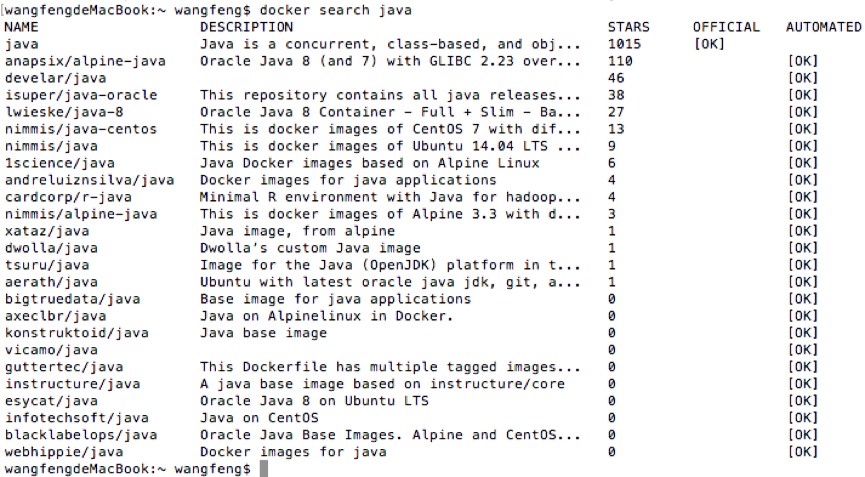 [wangfengdeMacBook:~ wangfeng$ docker search java
NAME DESCRIPTION STARS OFFICIAL AUTOMATED
java Java is a concurrent, class-based, and obj... 1015 [OK]
anapsix/alpine-java Oracle Java 8 (and 7) with GLIBC 2.23 over... 110 [OK]
develar/java 46 [OK]
isuper/java-oracle This repository contains all java releases... 38 [OK]
lwieske/java-8 Oracle Java 8 Container - Full + Slim - Ba... 27 [OK]
nimmis/java-centos This is docker images of CentOS 7 with dif... 13 [OK]
nimmis/java This is docker images of Ubuntu 14.04 LTS ... 9 [OK]
1science/java Java Docker images based on Alpine Linux 6 [OK]
andreluiznsilva/java Docker images for java applications 4 [OK]
cardcorp/r-java Minimal R environment with Java for hadoop... 4 [OK]
nimmis/alpine-java This is docker images of Alpine 3.3 with d... 3 [OK]
xataz/java Java image, from alpine 1 [OK]
dwolla/java Dwolla's custom Java image 1 [OK]
tsuru/java Image for the Java (OpenJDK) platform in t... 1 [OK]
aerath/java Ubuntu with latest oracle java jdk, git, a... 1 [OK]
bigtruedata/java Base image for java applications 0 [OK]
axeclbr/java Java on Alpinelinux in Docker. 0 [OK]
konstruktoid/java Java base image 0 [OK]
vicamo/java 0 [OK]
guttertec/java This Dockerfile has multiple tagged images... 0 [OK]
instructure/java A java base image based on instructure/core 0 [OK]
esycat/java Oracle Java 8 on Ubuntu LTS 0 [OK]
infotechsoft/java Java on CentOS 0 [OK]
blacklabelops/java Oracle Java Base Images. Alpine and CentOS... 0 [OK]
webhippie/java Docker images for java 0 [OK]
wangfengdeMacBook:~ wangfeng$